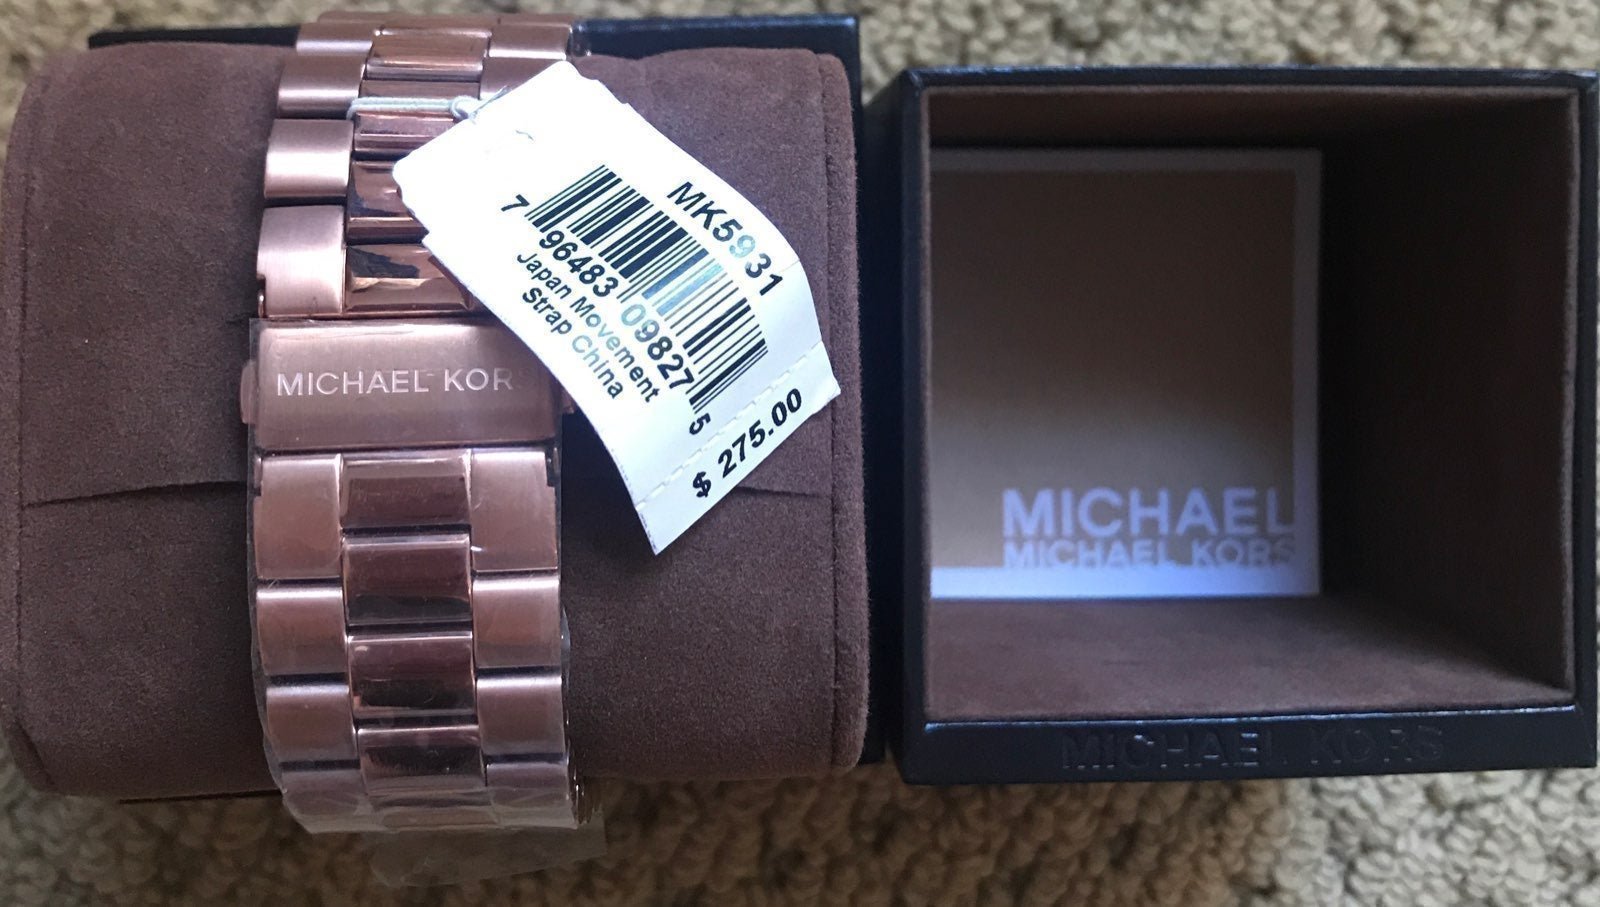 MK5931
7 96483 09827 5
Japan Movement
Strap China
$ 275.00
MICHAEL KORS
MICHAEL
MICHAEL KORS
MICHAEL KORS